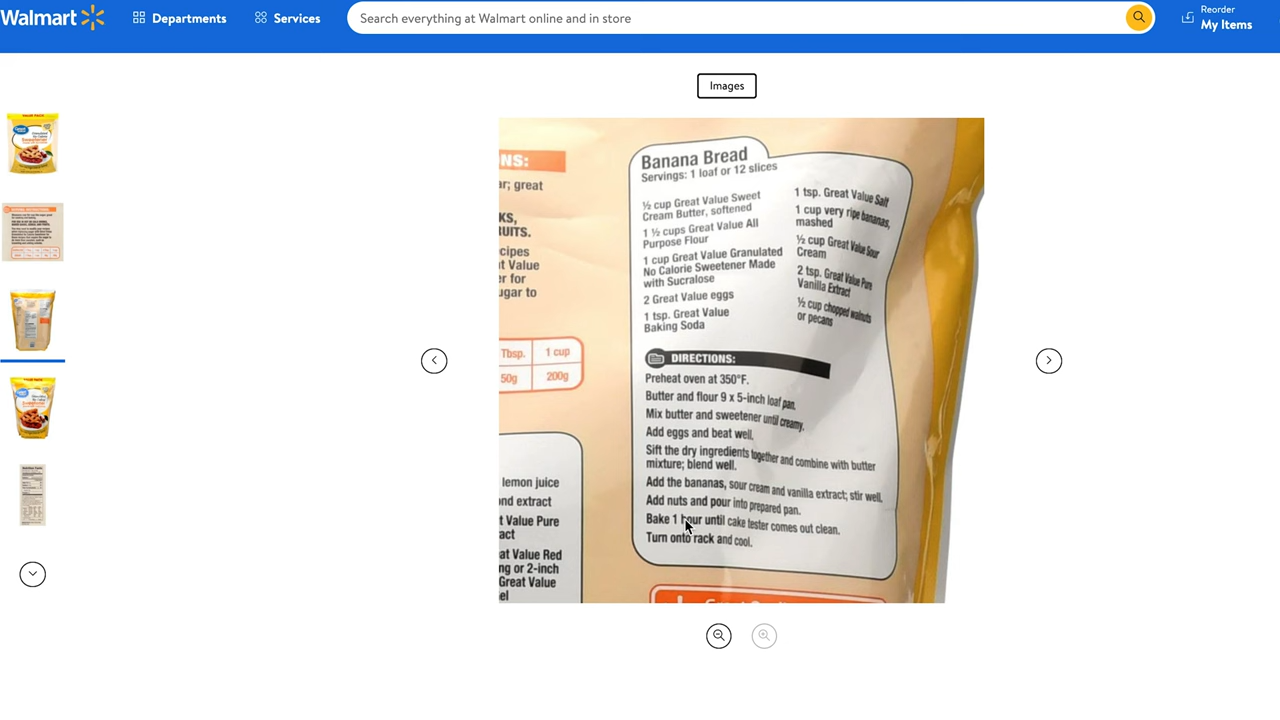 Walmart
Departments
Services
Search everything at Walmart online and in store
Reorder
My Items
Images
NS:
ar; great
KS,
UITS.
cipes
t Value
er for
ugar to
Tbsp. 1 cup
50g 200g
lemon juice
nd extract
t Value Pure
act
at Value Red
ng or 2-inch
Great Value
el
Banana Bread
Servings: 1 loaf or 12 slices
½ cup Great Value Sweet
Cream Butter, softened
1 ½ cups Great Value All
Purpose Flour
1 cup Great Value Granulated
No Calorie Sweetener Made
with Sucralose
2 Great Value eggs
1 tsp. Great Value
Baking Soda
1 tsp. Great Value Salt
1 cup very ripe bananas,
mashed
½ cup Great Value Sour
Cream
2 tsp. Great Value Pure
Vanilla Extract
½ cup chopped walnuts
or pecans
DIRECTIONS:
Preheat oven at 350°F.
Butter and flour 9 x 5-inch loaf pan.
Mix butter and sweetener until creamy.
Add eggs and beat well.
Sift the dry ingredients together and combine with butter
mixture; blend well.
Add the bananas, sour cream and vanilla extract; stir well.
Add nuts and pour into prepared pan.
Bake 1 hour until cake tester comes out clean.
Turn onto rack and cool.